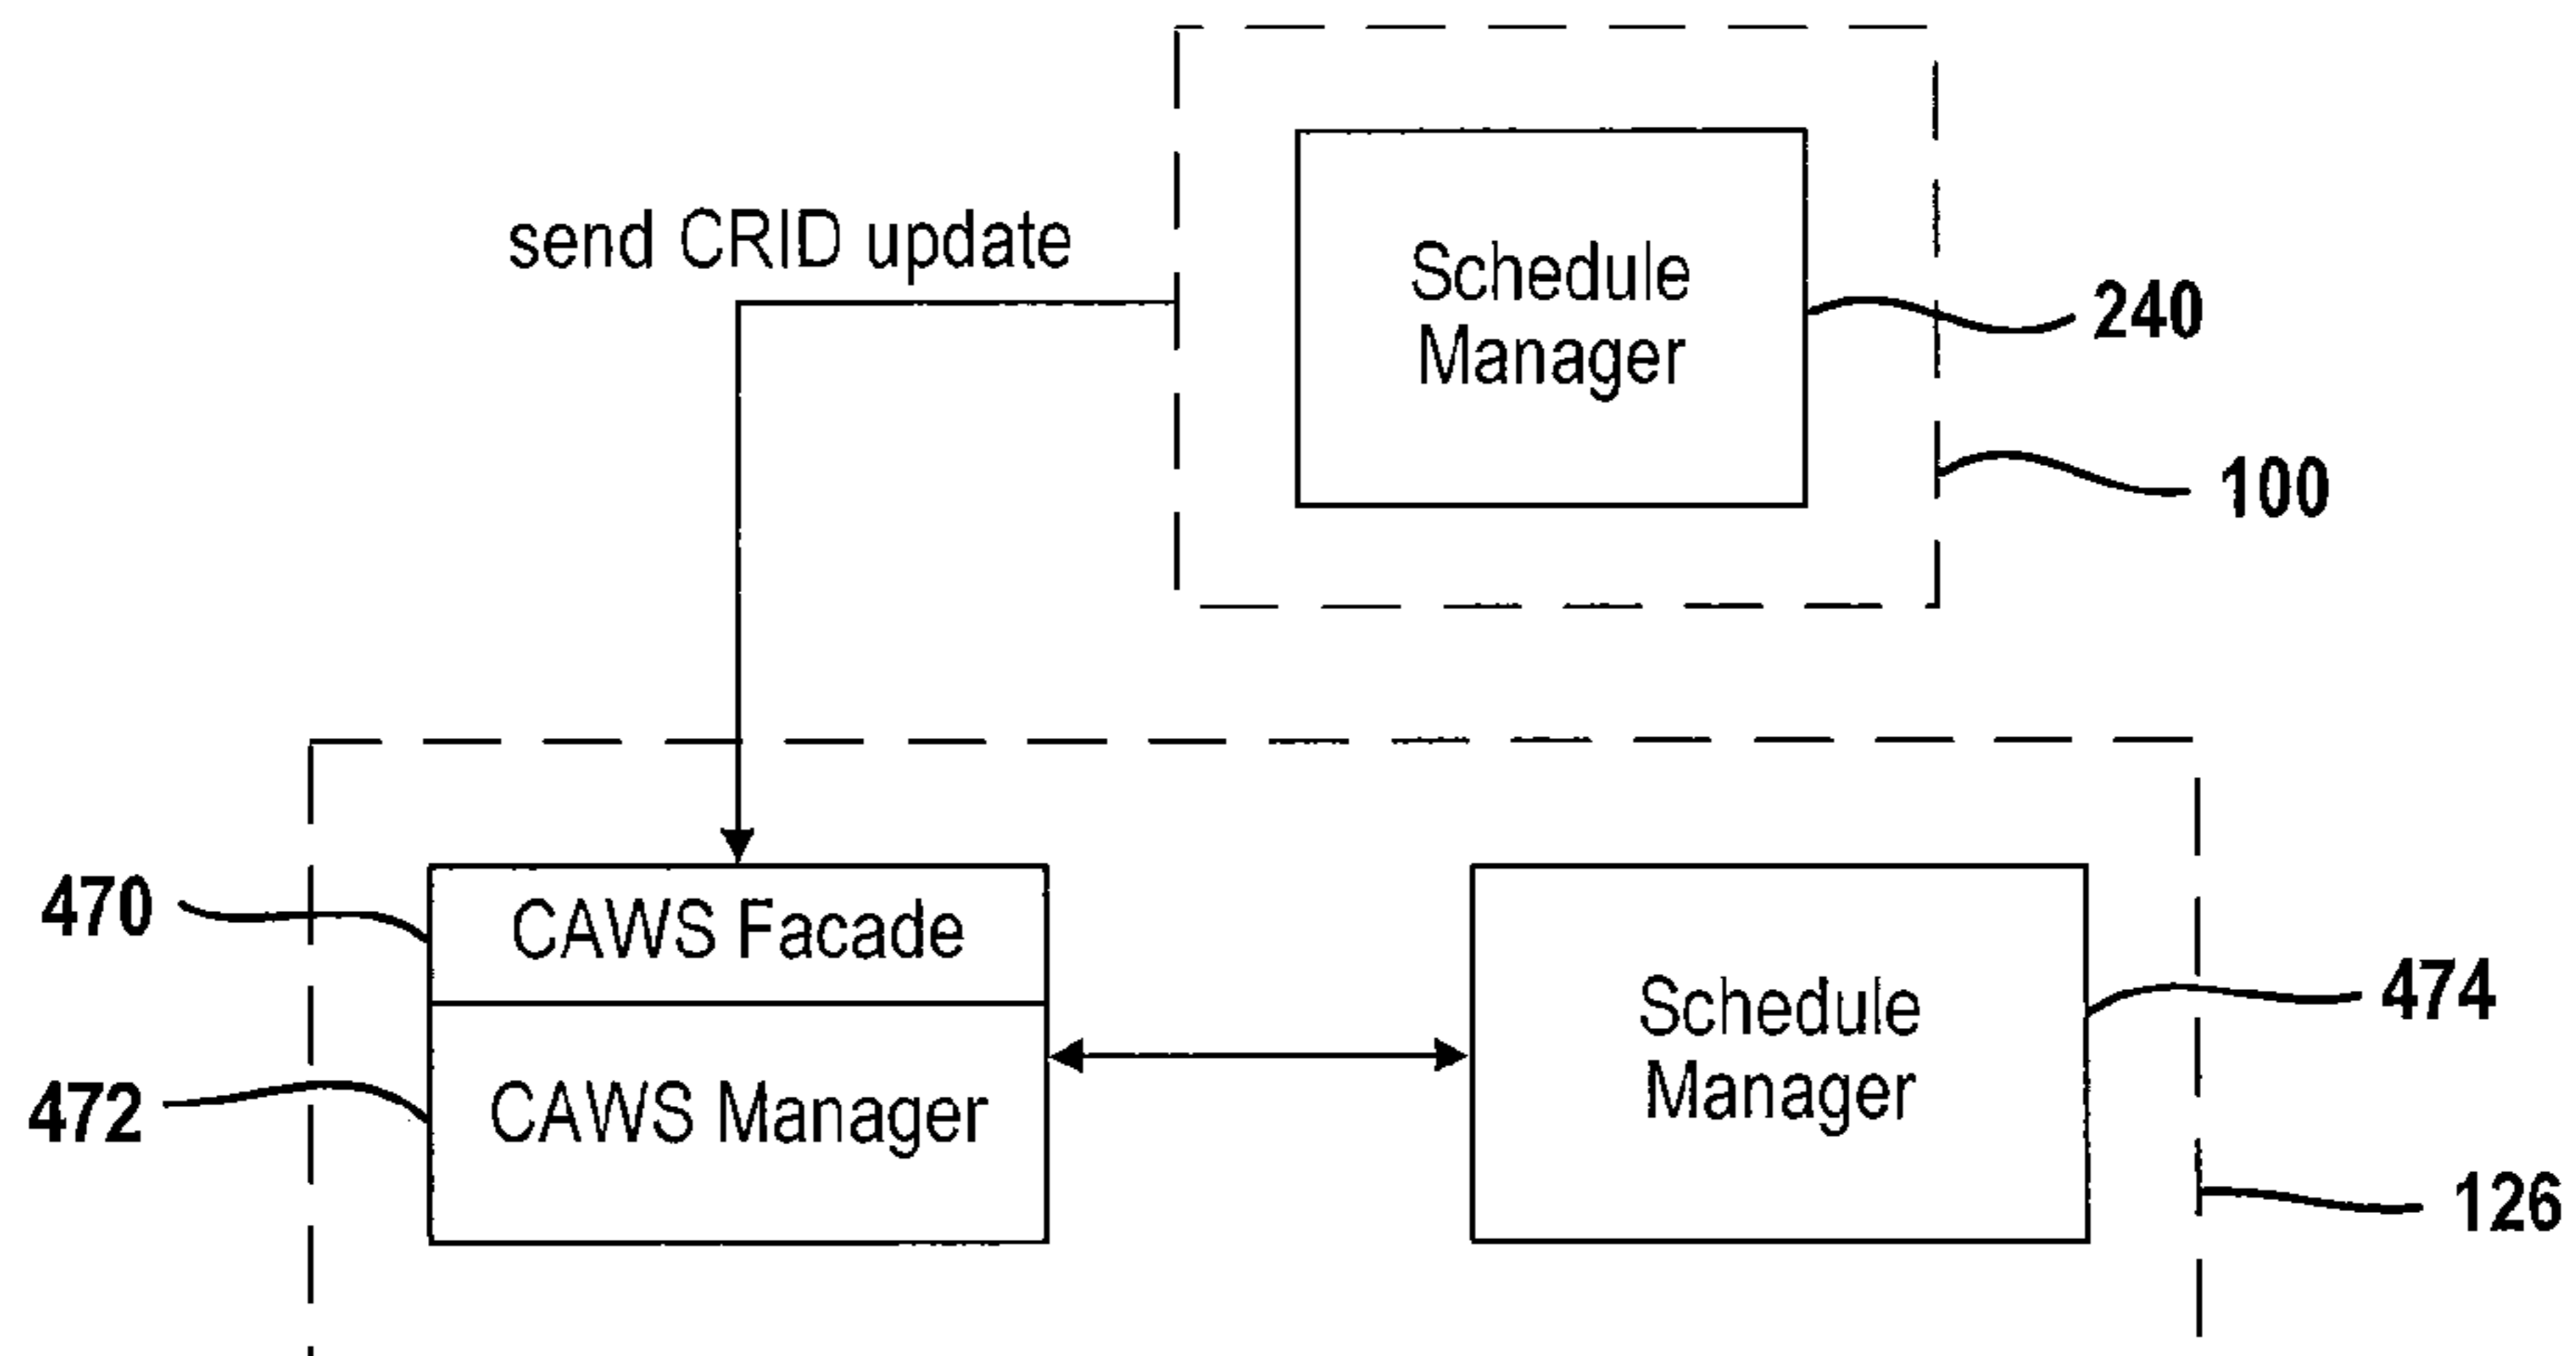 send CRID update
Schedule
Manager
240
100
470
CAWS Facade
472
CAWS Manager
Schedule
Manager
474
126